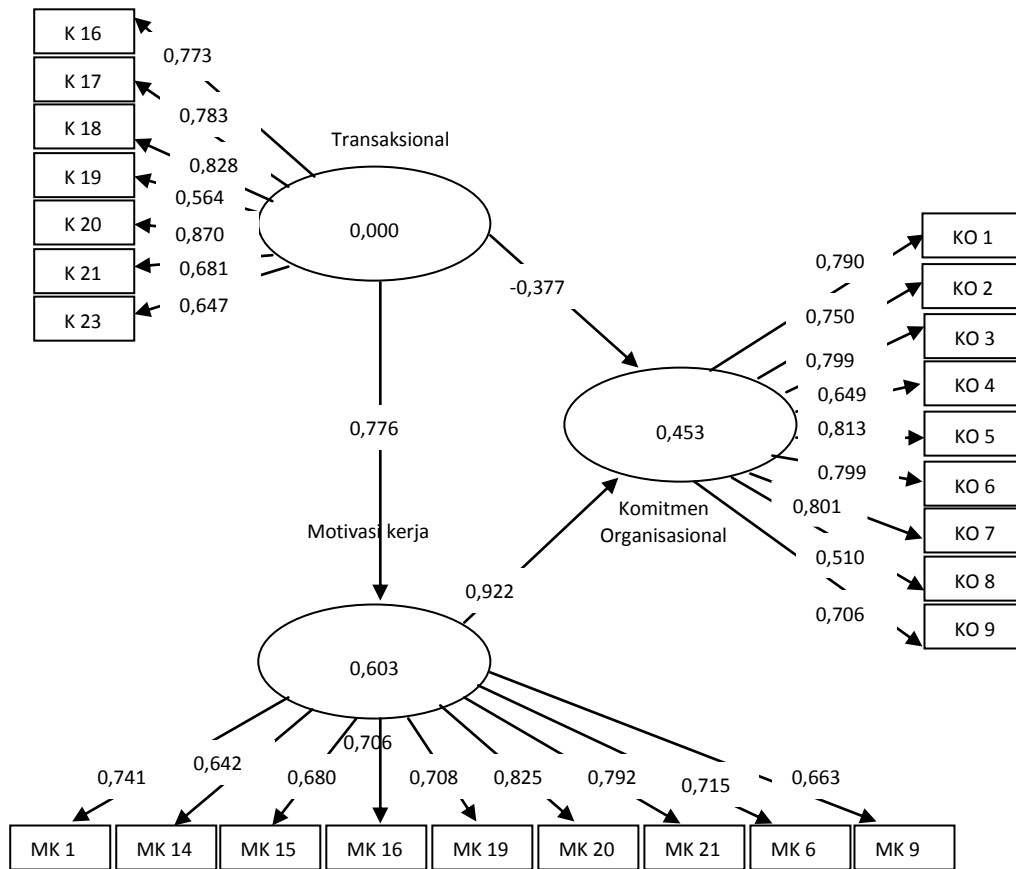 K 16
0,773
K 17
0,783
K 18
0,828
K 19
0,564
K 20
0,870
K 21
0,681
K 23
0,647
Transaksional
0,000
-0,377
0,776
KO 1
0,790
KO 2
0,750
KO 3
0,799
KO 4
0,649
KO 5
0,813
KO 6
0,799
KO 7
0,801
KO 8
0,510
KO 9
0,706
0,453
Komitmen
Organisasional
Motivasi kerja
0,922
0,603
0,741
0,642
0,680
0,706
0,708
0,825
0,792
0,715
0,663
MK 1
MK 14
MK 15
MK 16
MK 19
MK 20
MK 21
MK 6
MK 9